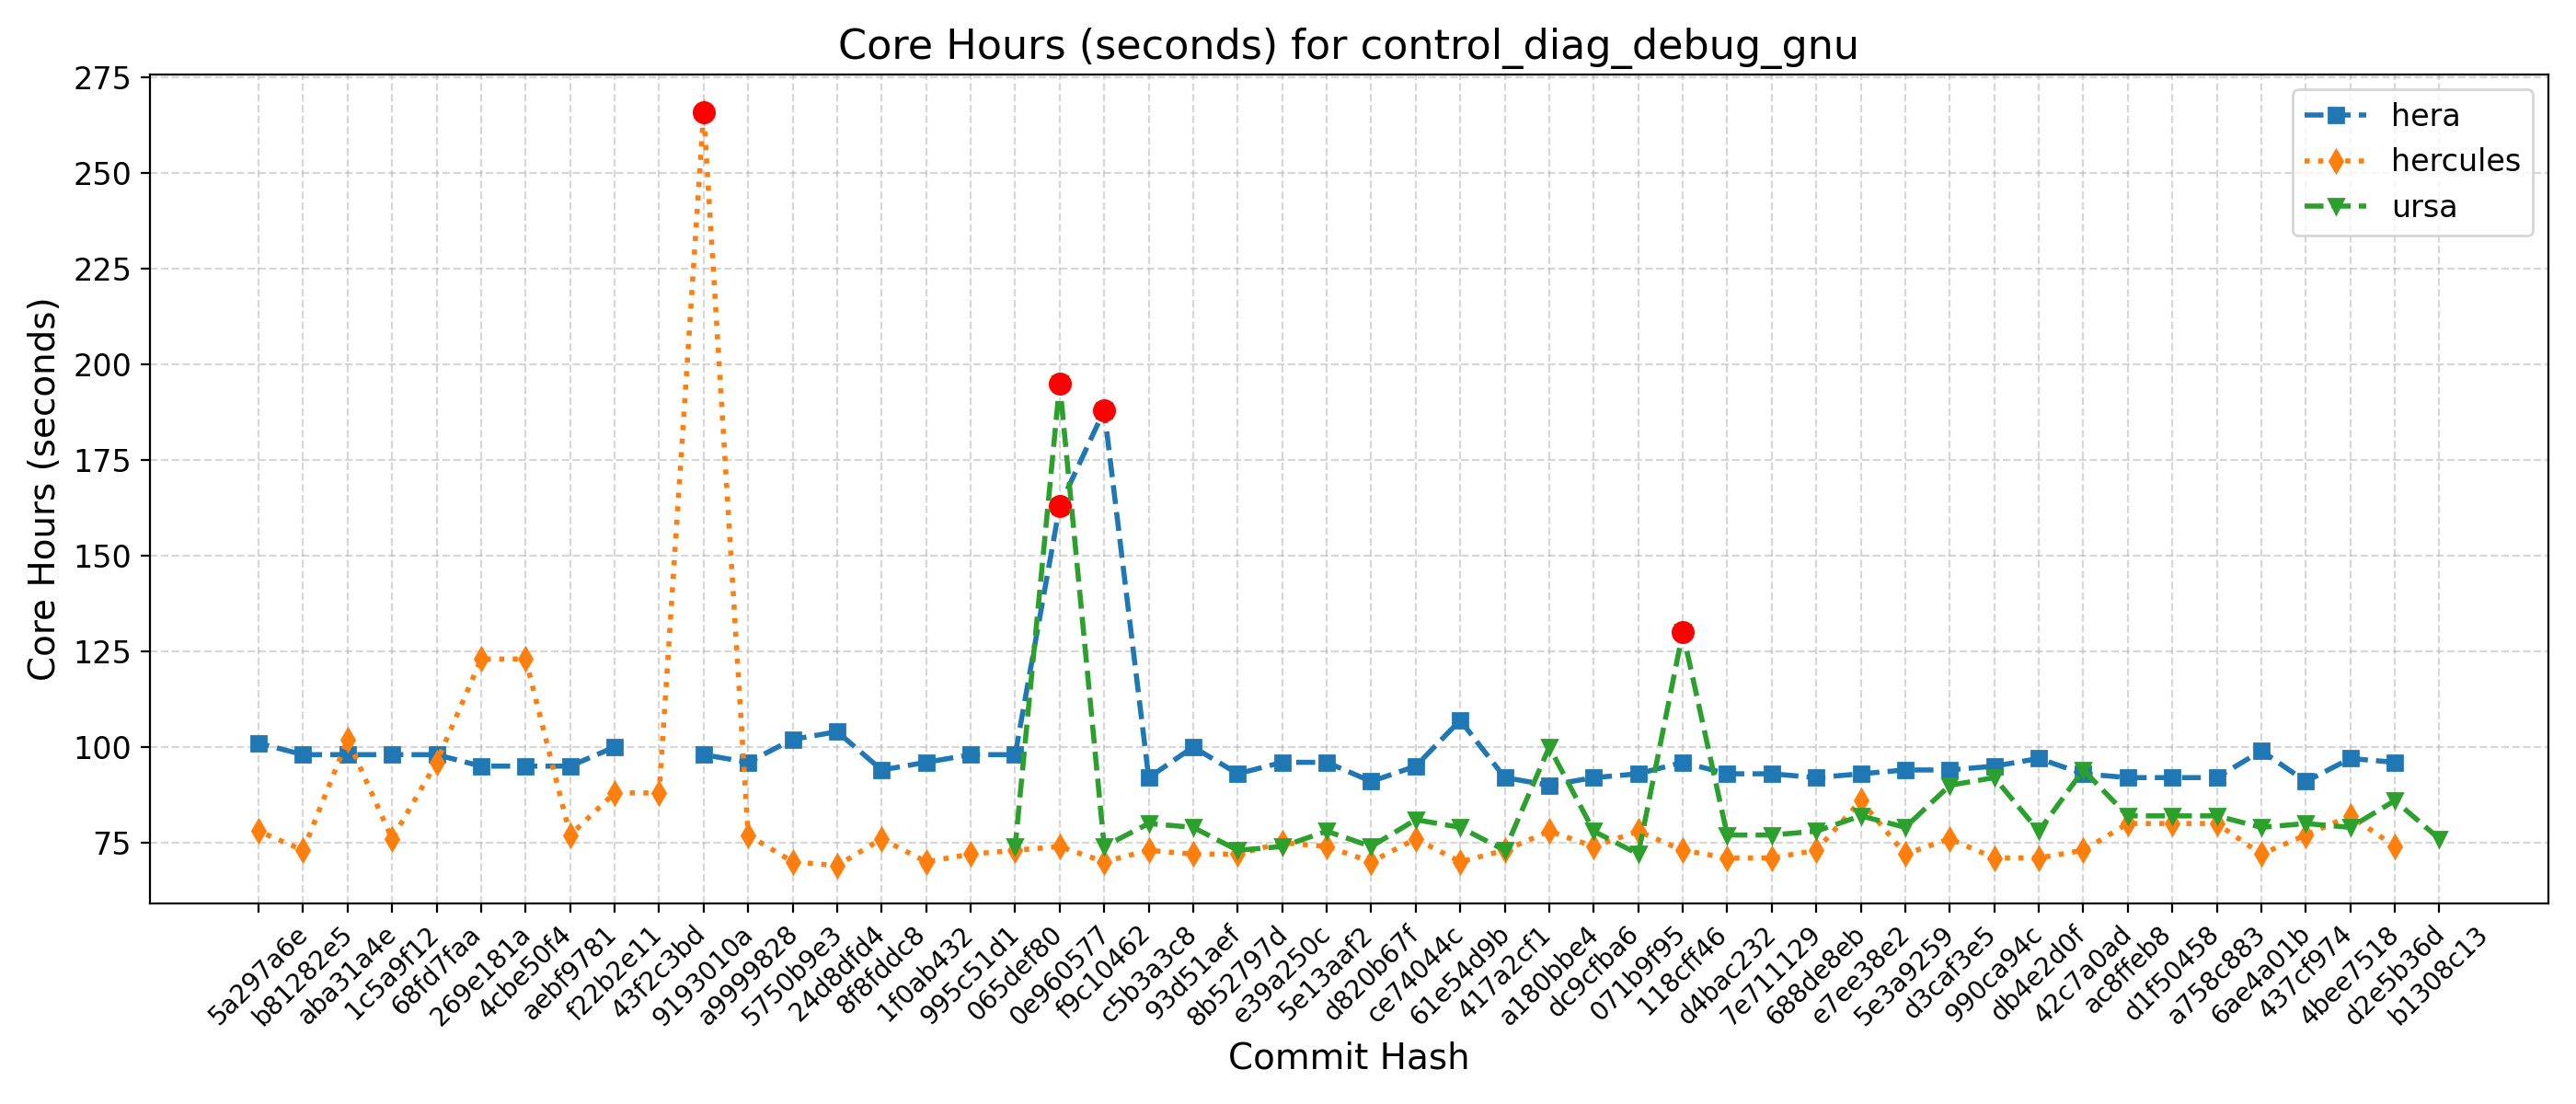 Core Hours (seconds) for control_diag_debug_gnu
275
250
225
200
175
150
125
100
75
Core Hours (seconds)
hera
hercules
ursa
5a297a6e
b81282e5
aba31a4e
1c5a9f12
68fd7faa
269e181a
4cbe50f4
aebf9781
f22b2e11
43f2c3bd
9193010a
a9999828
5750b9e3
24d8dfd4
8f8fddc8
1f0ab432
995c51d1
065def80
0e960577
f9c10462
c5b3a3c8
93d51aef
8b52797d
e39a250c
5e13aaf2
d820b67f
ce74044c
61e54d9b
417a2cf1
a180bbe4
dc9cfba6
071b9f95
118cff46
d4bac232
7e711129
688de8eb
e7ee38e2
5e3a9259
d3caf3e5
990ca94c
db4e2d0f
42c7a0ad
ac8ffeb8
d1f50458
a758c883
6ae4a01b
437cf974
4bee7518
d2e5b36d
b1308c13
Commit Hash